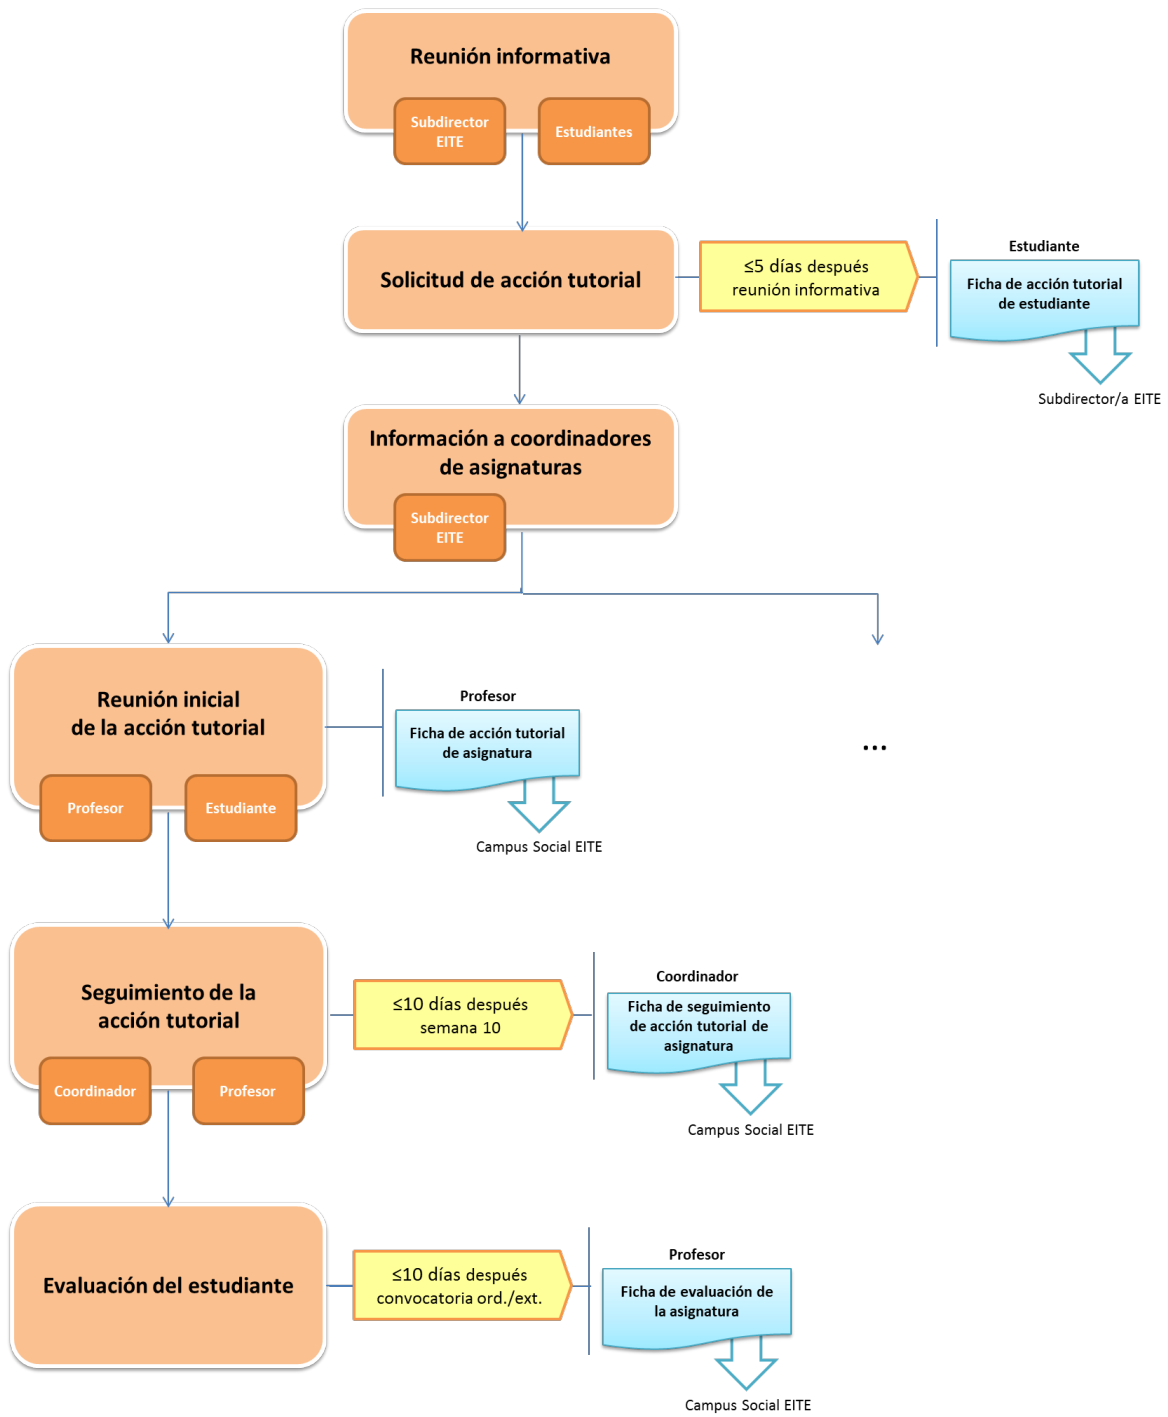 Reunión informativa
Subdirector
EITE
Estudiantes
Solicitud de acción tutorial
≤5 días después
reunión informativa
Estudiante
Ficha de acción tutorial
de estudiante
Subdirector/a EITE
Información a coordinadores
de asignaturas
Subdirector
EITE
Reunión inicial
de la acción tutorial
Profesor
Estudiante
Profesor
Ficha de acción tutorial
de asignatura
Campus Social EITE
...
Seguimiento de la
acción tutorial
Coordinador
Profesor
≤10 días después
semana 10
Coordinador
Ficha de seguimiento
de acción tutorial de
asignatura
Campus Social EITE
Evaluación del estudiante
≤10 días después
convocatoria ord./ext.
Profesor
Ficha de evaluación de
la asignatura
Campus Social EITE